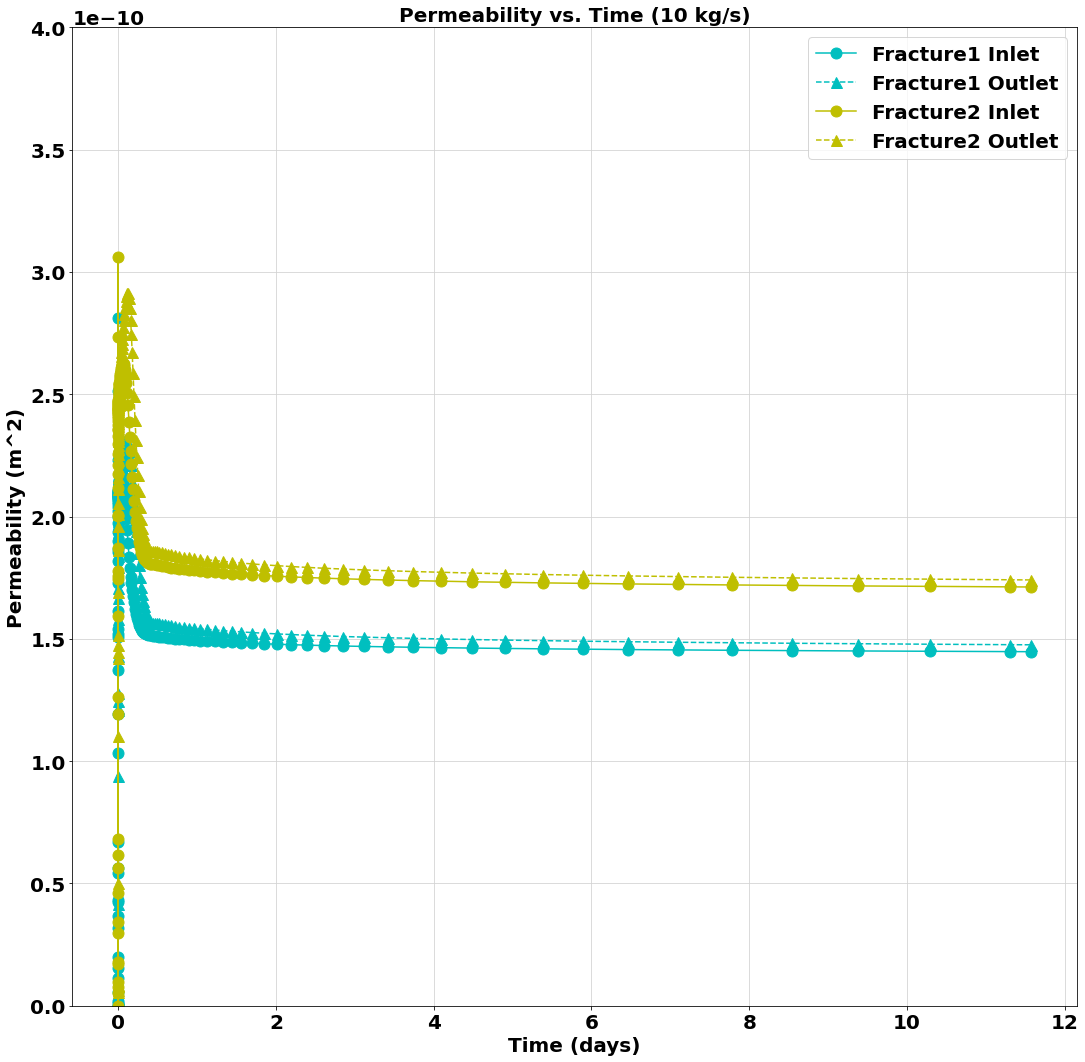 Permeability vs. Time (10 kg/s)
1e−10
4.0
3.5
3.0
2.5
2.0
1.5
1.0
0.5
0.0
Permeability (m^2)
Fracture1 Inlet
Fracture1 Outlet
Fracture2 Inlet
Fracture2 Outlet
0 2 4 6 8 10 12
Time (days)